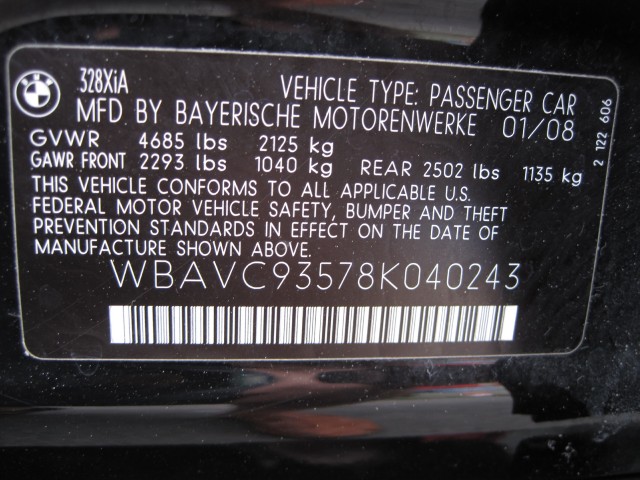 BMW
328XiA
VEHICLE TYPE: PASSENGER CAR
MFD. BY BAYERISCHE MOTORENWERKE 01/08
GVWR 4685 lbs 2125 kg
GAWR FRONT 2293 lbs 1040 kg REAR 2502 lbs 1135 kg
THIS VEHICLE CONFORMS TO ALL APPLICABLE U.S.
FEDERAL MOTOR VEHICLE SAFETY, BUMPER AND THEFT
PREVENTION STANDARDS IN EFFECT ON THE DATE OF
MANUFACTURE SHOWN ABOVE.
WBAVC93578K040243
2 122 606